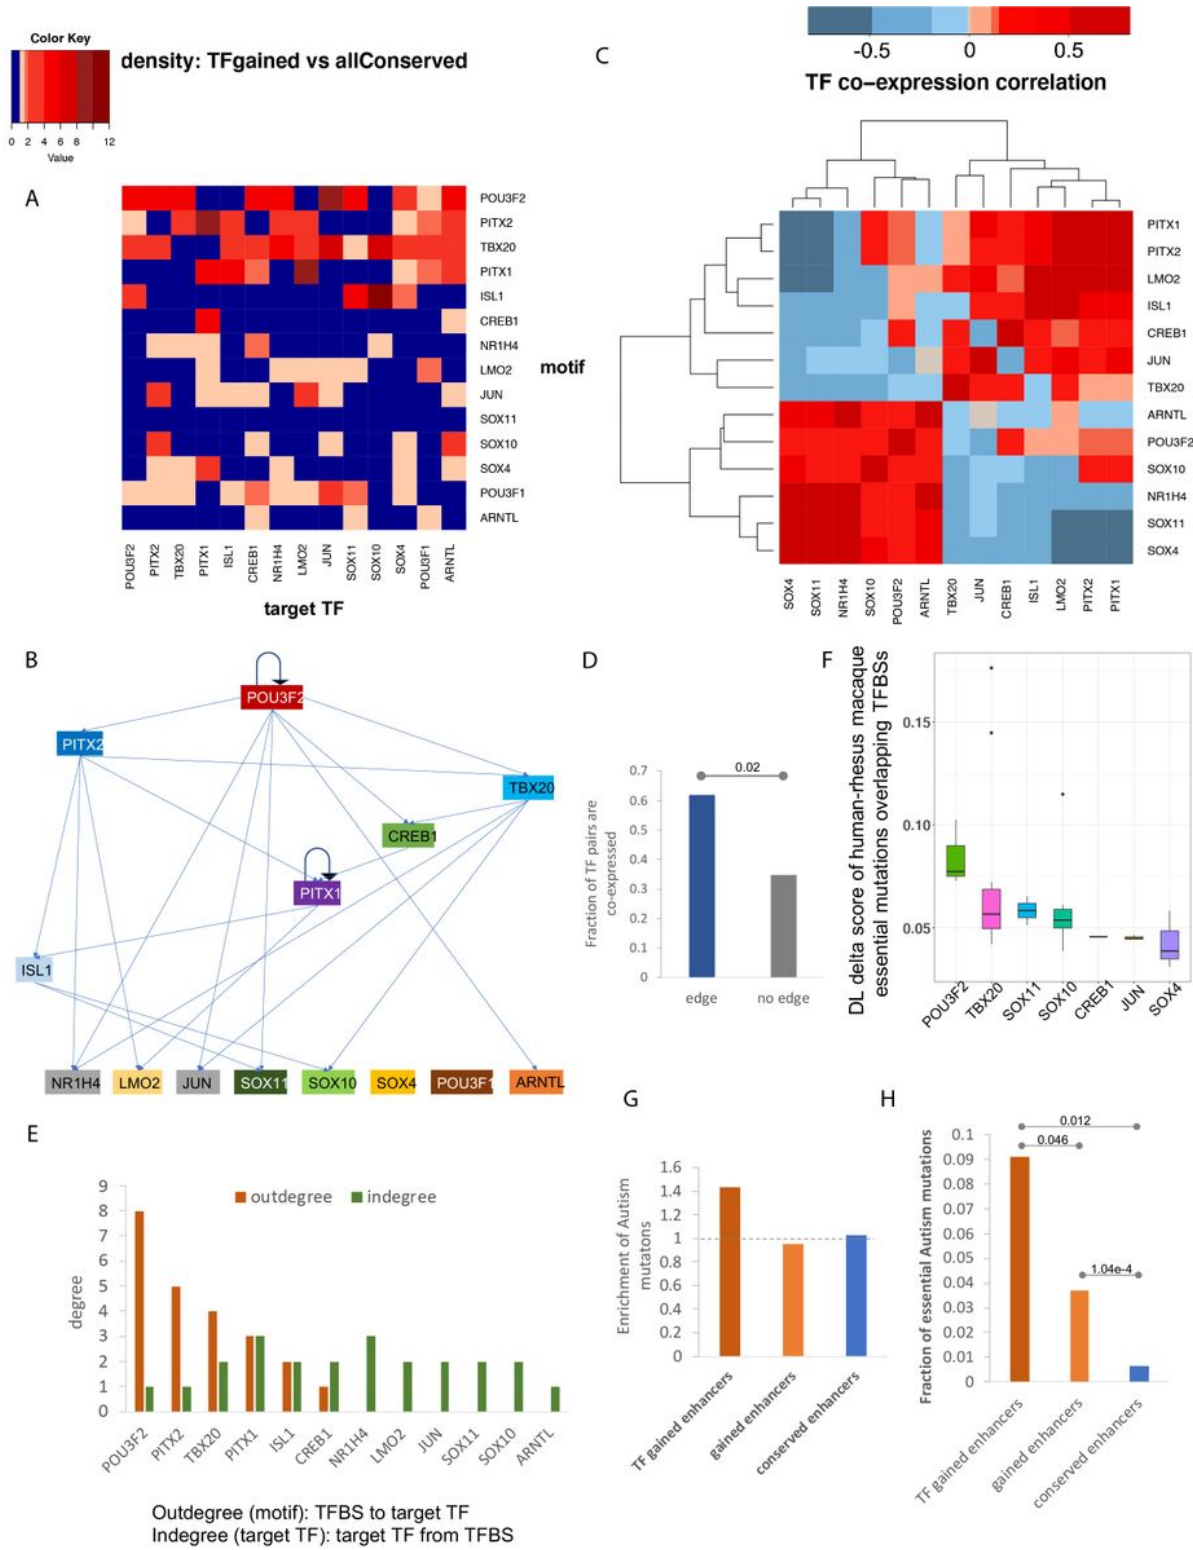 Color Key
0 2 4 6 8 12
Value
density: TFgained vs allConserved
A
POU3F2
PITX2
TBX20
PITX1
ISL1
CREB1
NR1H4
LMO2
JUN
SOX11
SOX10
SOX4
POU3F1
ARNTL
motif
POU3F2 PITX2 TBX20 PITX1 ISL1 CREB1 NR1H4 LMO2 JUN SOX11 SOX10 SOX4 POU3F1 ARNTL
target TF
C
-0.5 0 0.5
TF co-expression correlation
PITX1
PITX2
LMO2
ISL1
CREB1
JUN
TBX20
ARNTL
POU3F2
SOX10
NR1H4
SOX11
SOX4
SOX4 SOX11 NR1H4 SOX10 POU3F2 ARNTL TBX20 JUN CREB1 ISL1 LMO2 PITX2 PITX1
B
POU3F2
PITX2
TBX20
CREB1
PITX1
ISL1
NR1H4 LMO2 JUN SOX11 SOX10 SOX4 POU3F1 ARNTL
D
Fraction of TF pairs are
co-expressed
0.7
0.6
0.5
0.4
0.3
0.2
0.1
0
0.02
edge no edge
F
DL delta score of human-rhesus macaque
essential mutations overlapping TFBSs
0.15
0.10
0.05
POU3F2 TBX20 SOX11 SOX10 CREB1 JUN SOX4
E
degree
9
8
7
6
5
4
3
2
1
0
outdegree indegree
POU3F2 PITX2 TBX20 PITX1 ISL1 CREB1 NR1H4 LMO2 JUN SOX11 SOX10 ARNTL
Outdegree (motif): TFBS to target TF
Indegree (target TF): target TF from TFBS
G
Enrichment of Autism
mutatons
1.6
1.4
1.2
1
0.8
0.6
0.4
0.2
0
TF gained enhancers gained enhancers conserved enhancers
H
Fraction of essential Autism mutations
0.1
0.09
0.08
0.07
0.06
0.05
0.04
0.03
0.02
0.01
0
0.012
0.046
1.04e-4
TF gained enhancers gained enhancers conserved enhancers